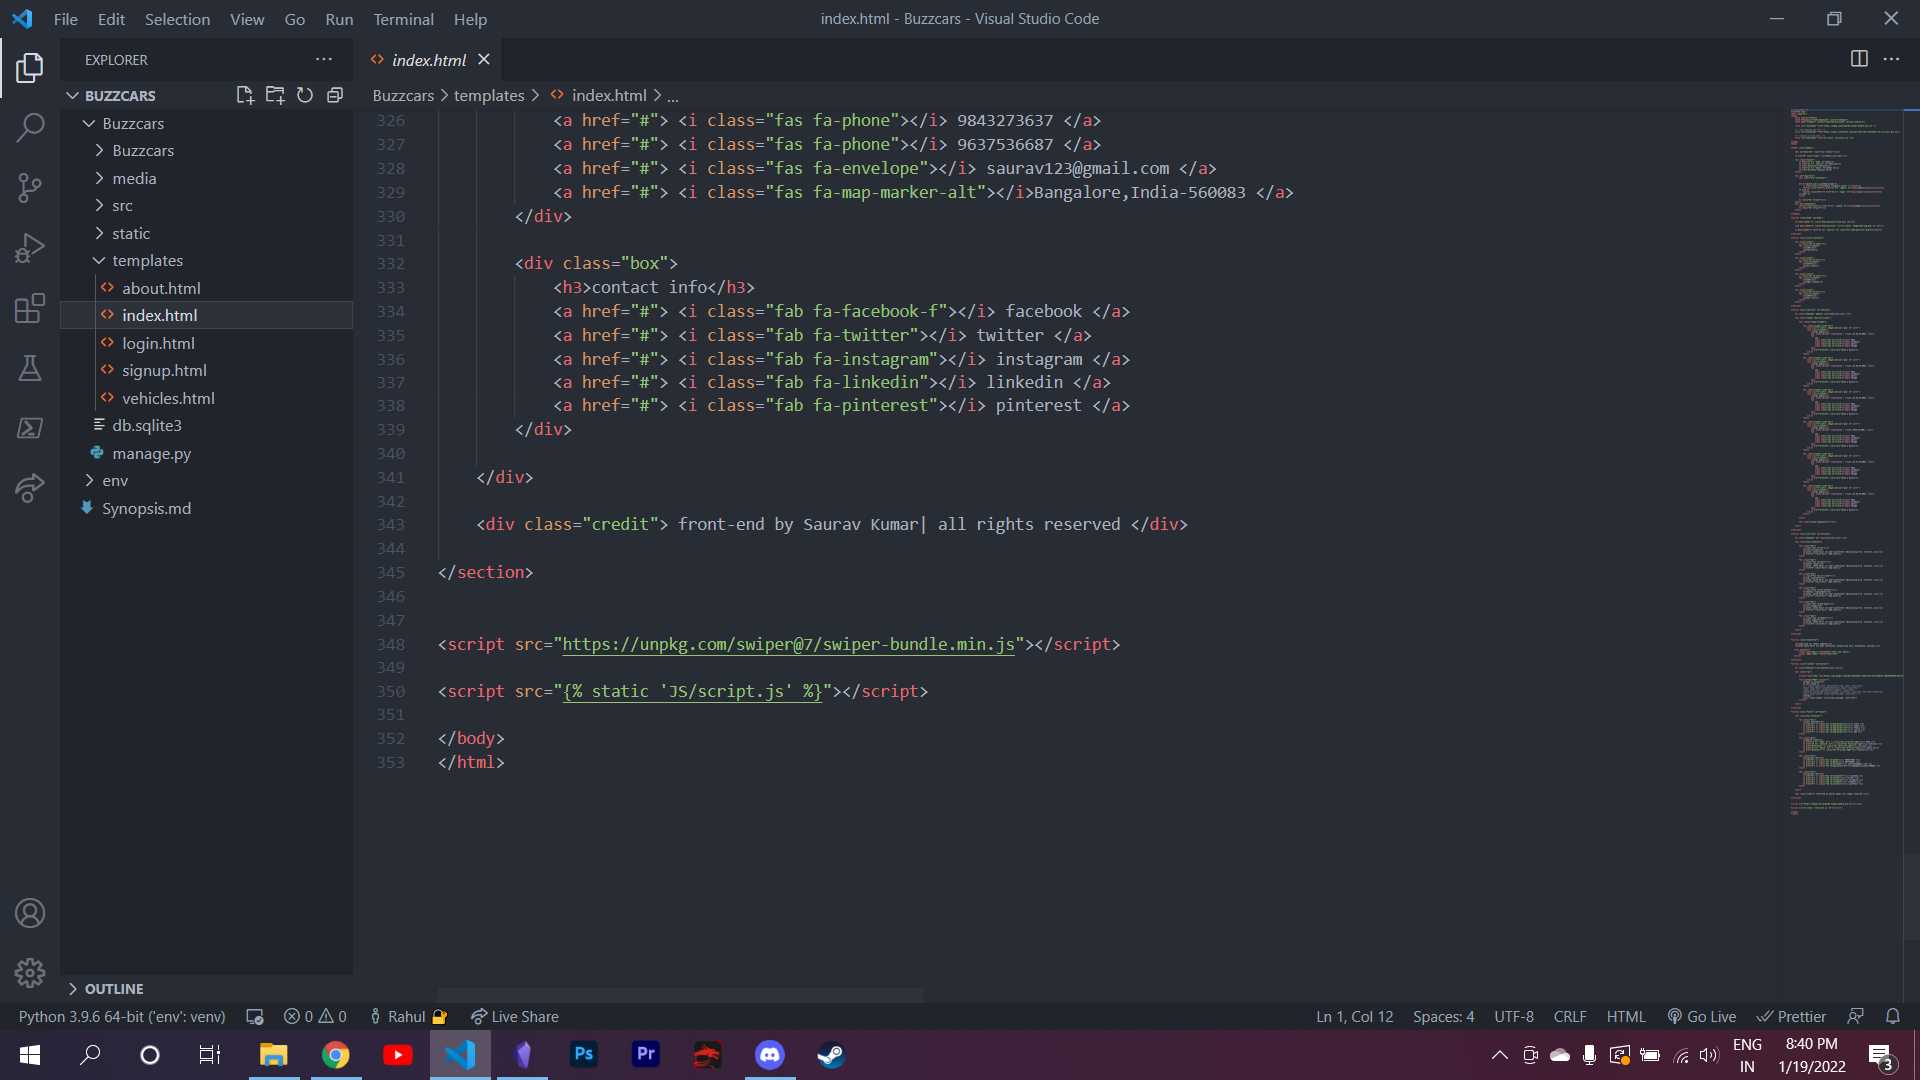 File Edit Selection View Go Run Terminal Help
index.html - Buzzcars - Visual Studio Code
EXPLORER
index.html
BUZZCARS
Buzzcars
Buzzcars
media
src
static
templates
about.html
index.html
login.html
signup.html
vehicles.html
db.sqlite3
manage.py
env
Synopsis.md
OUTLINE
Buzzcars > templates > <> index.html > ...
326 <a href="#"> <i class="fas fa-phone"></i> 9843273637 </a>
327 <a href="#"> <i class="fas fa-phone"></i> 9637536687 </a>
328 <a href="#"> <i class="fas fa-envelope"></i> saurav123@gmail.com </a>
329 <a href="#"> <i class="fas fa-map-marker-alt"></i>Bangalore,India-560083 </a>
330 </div>
331
332 <div class="box">
333 <h3>contact info</h3>
334 <a href="#"> <i class="fab fa-facebook-f"></i> facebook </a>
335 <a href="#"> <i class="fab fa-twitter"></i> twitter </a>
336 <a href="#"> <i class="fab fa-instagram"></i> instagram </a>
337 <a href="#"> <i class="fab fa-linkedin"></i> linkedin </a>
338 <a href="#"> <i class="fab fa-pinterest"></i> pinterest </a>
339 </div>
340
341 </div>
342
343 <div class="credit"> front-end by Saurav Kumar| all rights reserved </div>
344
345 </section>
346
347
348 <script src="https://unpkg.com/swiper@7/swiper-bundle.min.js"></script>
349
350 <script src="{% static 'JS/script.js' %}"></script>
351
352 </body>
353 </html>
Python 3.9.6 64-bit ('env': venv) 0 0 Rahul Live Share Ln 1, Col 12 Spaces: 4 UTF-8 CRLF HTML Go Live Prettier
Ps Pr
ENG
IN
8:40 PM
1/19/2022
3